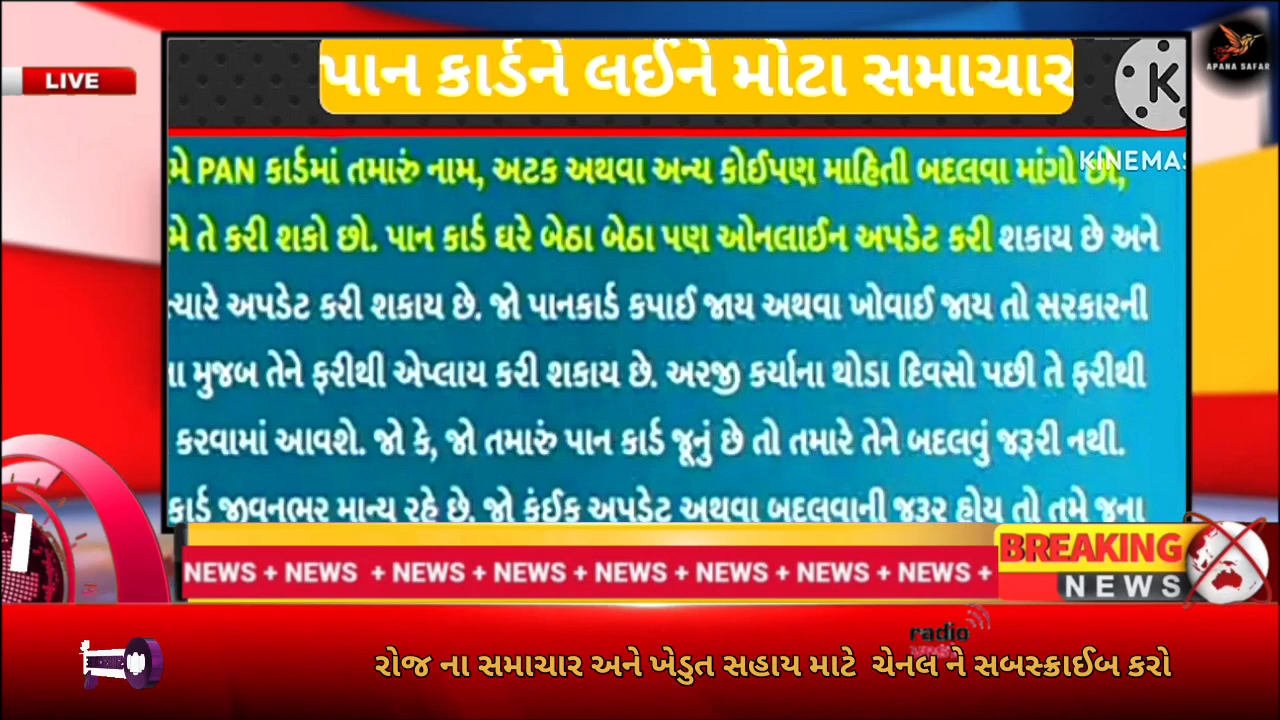 પાન કાર્ડને લઈને મોટા સમાચાર
LIVE
APANA SAFAR
K
KINEMAS
મે PAN કાર્ડમાં તમારું નામ, અટક અથવા અન્ય કોઈપણ માહિતી બદલવા માંગો છો,
મે તે કરી શકો છો. પાન કાર્ડ ઘરે બેઠા બેઠા પણ ઓનલાઈન અપડેટ કરી શકાય છે અને
ત્યારે અપડેટ કરી શકાય છે. જો પાનકાર્ડ કપાઈ જાય અથવા ખોવાઈ જાય તો સરકારની
ા મુજબ તેને ફરીથી એપ્લાય કરી શકાય છે. અરજી કર્યાના થોડા દિવસો પછી તે ફરીથી
કરવામાં આવશે. જો કે, જો તમારું પાન કાર્ડ જૂનું છે તો તમારે તેને બદલવું જરૂરી નથી.
કાર્ડ જીવનભર માન્ય રહે છે. જો કંઈક અપડેટ અથવા બદલવાની જરૂર હોય તો તમે જુના
NEWS + NEWS + NEWS + NEWS + NEWS + NEWS + NEWS + NEWS +
BREAKING
NEWS
radio
રોજ ના સમાચાર અને ખેડુત સહાય માટે ચેનલ ને સબસ્ક્રાઈબ કરો